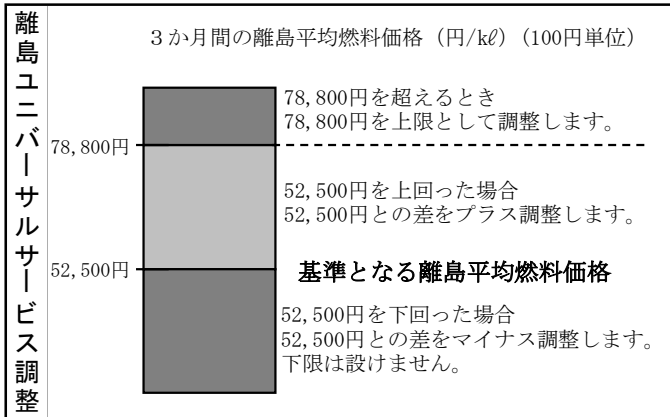 離島ユニバーサルサービス調整
3か月間の離島平均燃料価格（円/kℓ）（100円単位）
78,800円を超えるとき
78,800円を上限として調整します。
78,800円
52,500円を上回った場合
52,500円との差をプラス調整します。
52,500円
基準となる離島平均燃料価格
52,500円を下回った場合
52,500円との差をマイナス調整します。
下限は設けません。